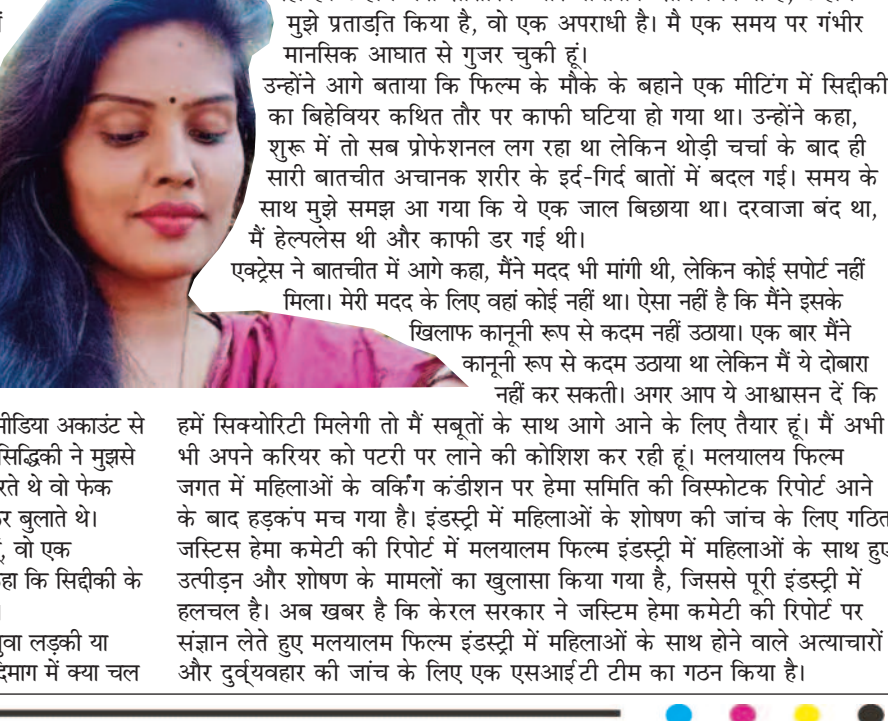 मुझे प्रताडति किया है, वो एक अपराधी है। मै एक समय पर गंभीर
मानसिक आघात से गुजर चुकी हूं।
उन्होंने आगे बताया कि फिल्म के मौके के बहाने एक मीटिंग में सिद्दीकी
का बिहेवियर कथित तौर पर काफी घटिया हो गया था। उन्होंने कहा,
शुरू में तो सब प्रोफेशनल लग रहा था लेकिन थोड़ी चर्चा के बाद ही
सारी बातचीत अचानक शरीर के इर्द-गिर्द बातों में बदल गई। समय के
साथ मुझे समझ आ गया कि ये एक जाल बिछाया था। दरवाजा बंद था,
मैं हेल्पलेस थी और काफी डर गई थी।
एक्ट्रेस ने बातचीत में आगे कहा, मैंने मदद भी मांगी थी, लेकिन कोई सपोर्ट नहीं
मिला। मेरी मदद के लिए वहां कोई नहीं था। ऐसा नहीं है कि मैंने इसके
खिलाफ कानूनी रूप से कदम नहीं उठाया। एक बार मैंने
कानूनी रूप से कदम उठाया था लेकिन मैं ये दोबारा
नहीं कर सकती। अगर आप ये आश्वासन दें कि
हमें सिक्योरिटी मिलेगी तो मैं सबूतों के साथ आगे आने के लिए तैयार हूं। मैं अभी
भी अपने करियर को पटरी पर लाने की कोशिश कर रही हूं। मलयालय फिल्म
जगत में महिलाओं के वर्किंग कंडीशन पर हेमा समिति की विस्फोटक रिपोर्ट आने
के बाद हड़कंप मच गया है। इंडस्ट्री में महिलाओं के शोषण की जांच के लिए गठित
जस्टिस हेमा कमेटी की रिपोर्ट में मलयालम फिल्म इंडस्ट्री में महिलाओं के साथ हुए
उत्पीड़न और शोषण के मामलों का खुलासा किया गया है, जिससे पूरी इंडस्ट्री में
हलचल है। अब खबर है कि केरल सरकार ने जस्टिम हेमा कमेटी की रिपोर्ट पर
संज्ञान लेते हुए मलयालम फिल्म इंडस्ट्री में महिलाओं के साथ होने वाले अत्याचारों
और दुर्व्यवहार की जांच के लिए एक एसआईटी टीम का गठन किया है।
अकाउंट से
सिद्धिकी ने मुझसे
थे वो फेक
बुलाते थे।
वो एक
कि सिद्दीकी के
लड़की या
में क्या चल